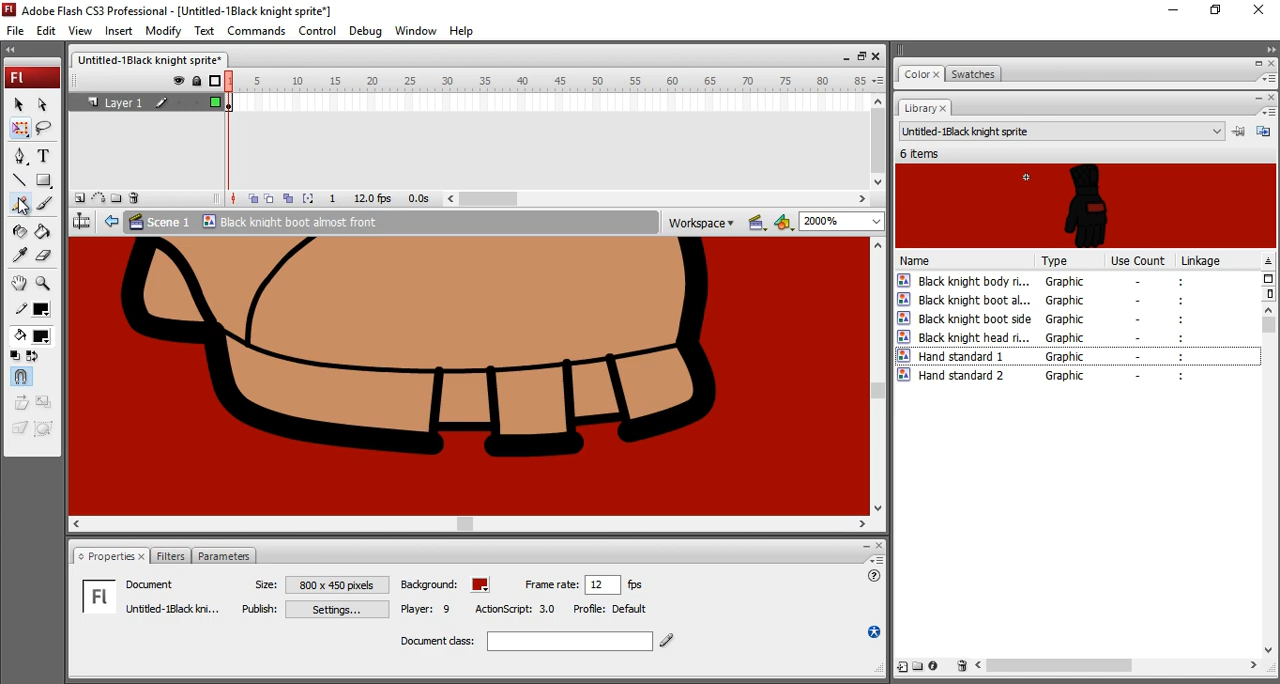 Fl Adobe Flash CS3 Professional - [Untitled-1Black knight sprite*]
File Edit View Insert Modify Text Commands Control Debug Window Help
Fl
Untitled-1Black knight sprite*
1 5 10 15 20 25 30 35 40 45 50 55 60 65 70 75 80 85
Layer 1
1 12.0 fps 0.0s
Scene 1 Black knight boot almost front Workspace 2000%
Properties Filters Parameters
Fl Document Size: 800 x 450 pixels Background: Frame rate: 12 fps
Untitled-1Black kni... Publish: Settings... Player: 9 ActionScript: 3.0 Profile: Default
Document class:
Color Swatches
Library
Untitled-1Black knight sprite
6 items
Name Type Use Count Linkage
Black knight body ri... Graphic - :
Black knight boot al... Graphic - :
Black knight boot side Graphic - :
Black knight head ri... Graphic - :
Hand standard 1 Graphic - :
Hand standard 2 Graphic - :